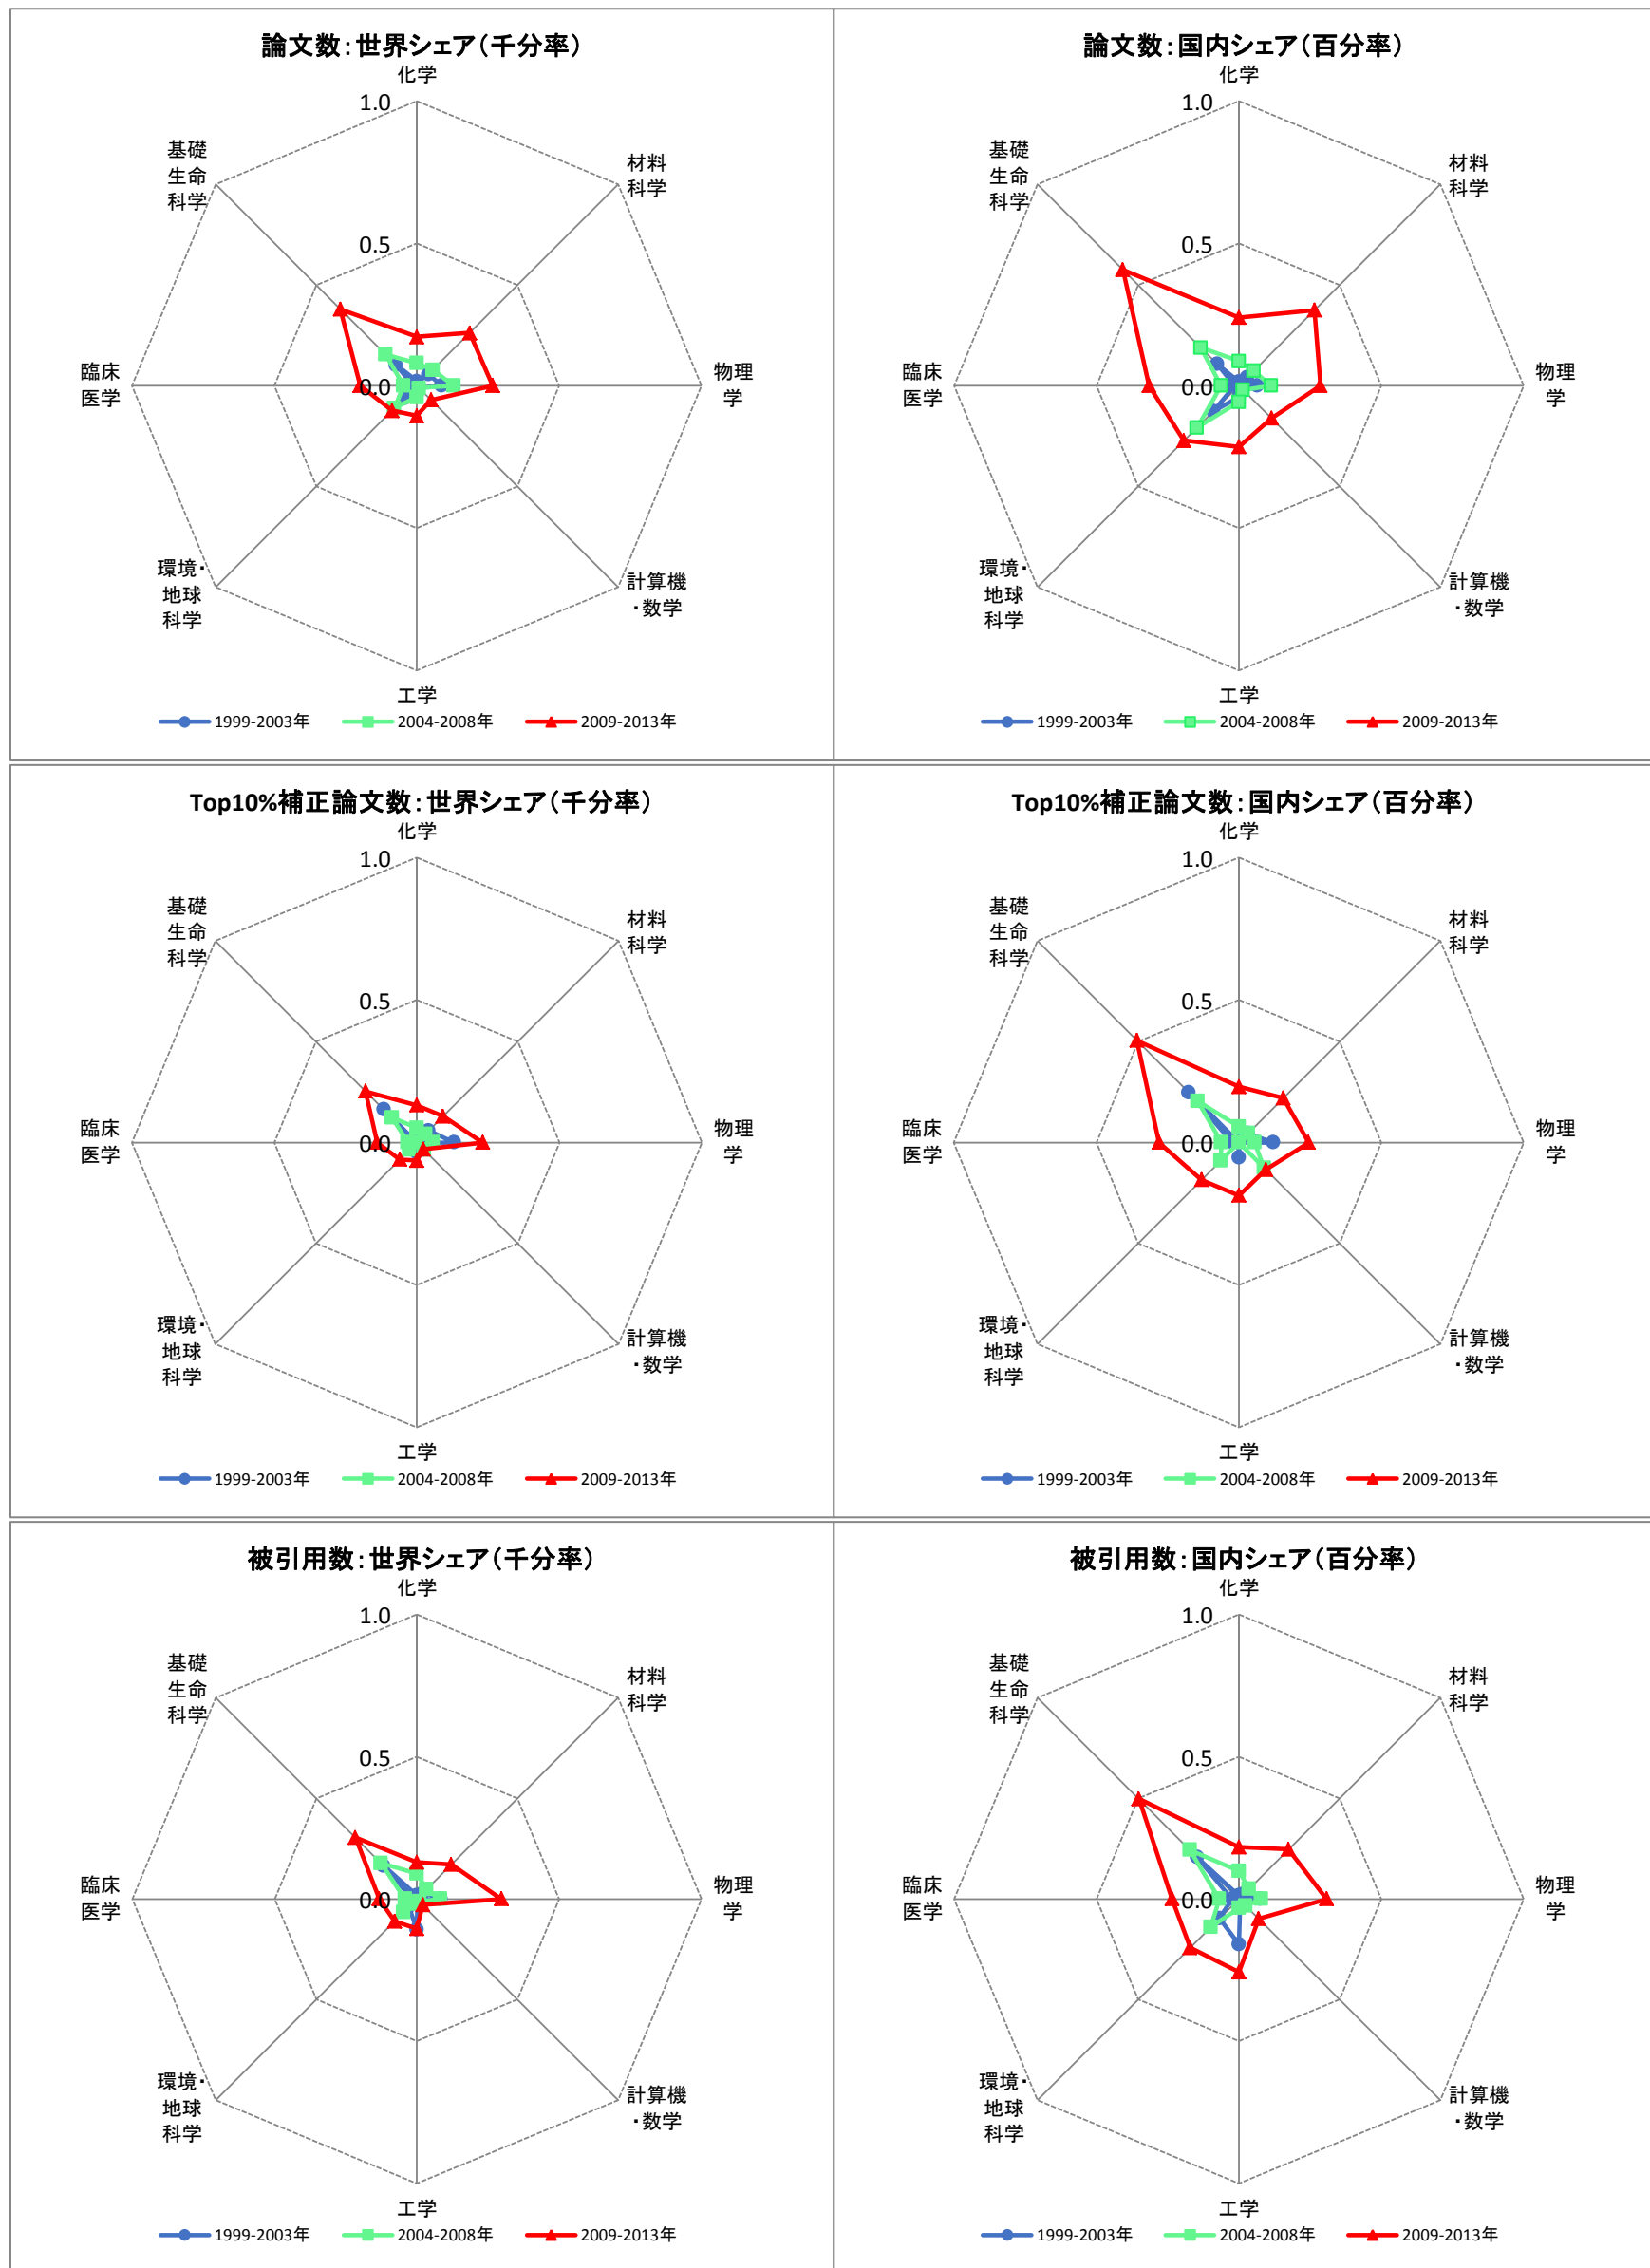 論文数：世界シェア（千分率）
化学
1.0
基礎
生命
科学
材料
科学
0.5
臨床
医学
0.0
物理
学
環境・
地球
科学
計算機
・数学
工学
1999-2003年 2004-2008年 2009-2013年
論文数：国内シェア（百分率）
化学
1.0
基礎
生命
科学
材料
科学
0.5
臨床
医学
0.0
物理
学
環境・
地球
科学
計算機
・数学
工学
1999-2003年 2004-2008年 2009-2013年
Top10%補正論文数：世界シェア（千分率）
化学
1.0
基礎
生命
科学
材料
科学
0.5
臨床
医学
0.0
物理
学
環境・
地球
科学
計算機
・数学
工学
1999-2003年 2004-2008年 2009-2013年
Top10%補正論文数：国内シェア（百分率）
化学
1.0
基礎
生命
科学
材料
科学
0.5
臨床
医学
0.0
物理
学
環境・
地球
科学
計算機
・数学
工学
1999-2003年 2004-2008年 2009-2013年
被引用数：世界シェア（千分率）
化学
1.0
基礎
生命
科学
材料
科学
0.5
臨床
医学
0.0
物理
学
環境・
地球
科学
計算機
・数学
工学
1999-2003年 2004-2008年 2009-2013年
被引用数：国内シェア（百分率）
化学
1.0
基礎
生命
科学
材料
科学
0.5
臨床
医学
0.0
物理
学
環境・
地球
科学
計算機
・数学
工学
1999-2003年 2004-2008年 2009-2013年